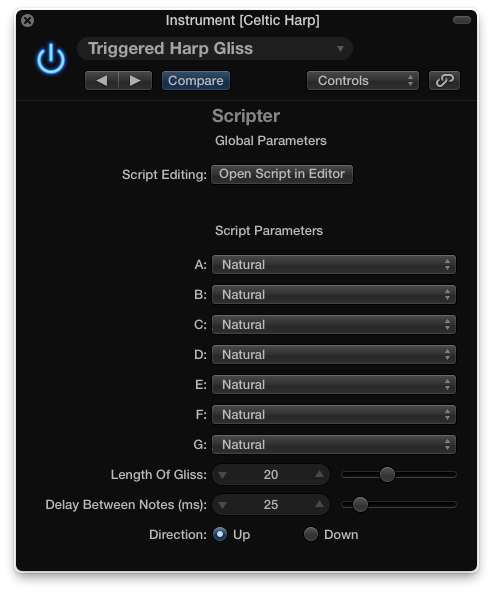 Instrument [Celtic Harp]
Triggered Harp Gliss
Compare Controls
Scripter
Global Parameters
Script Editing: Open Script in Editor
Script Parameters
A: Natural
B: Natural
C: Natural
D: Natural
E: Natural
F: Natural
G: Natural
Length Of Gliss: 20
Delay Between Notes (ms): 25
Direction: Up Down